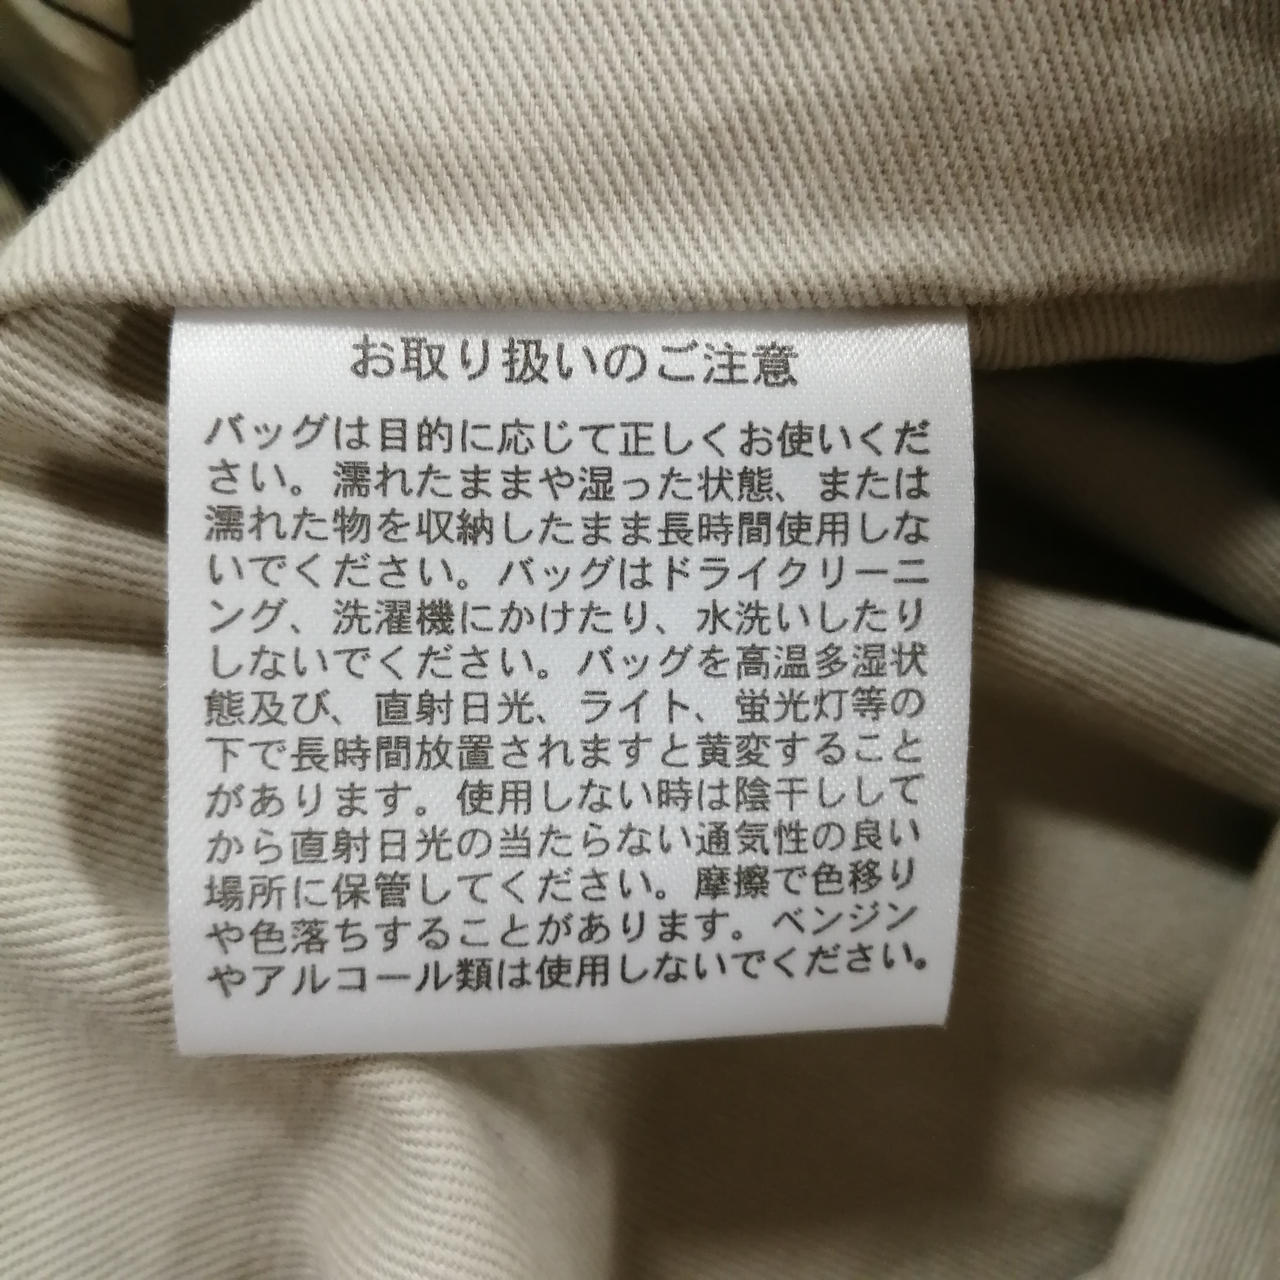 お取り扱いのご注意
バッグは目的に応じて正しくお使いくだ
さい。濡れたままや湿った状態、または
濡れた物を収納したまま長時間使用しな
いでください。バッグはドライクリーニ
ング、洗濯機にかけたり、水洗いしたり
しないでください。バッグを高温多湿状
態及び、直射日光、ライト、蛍光灯等の
下で長時間放置されますと黄変すること
があります。使用しない時は陰干しして
から直射日光の当たらない通気性の良い
場所に保管してください。摩擦で色移り
や色落ちすることがあります。ベンジン
やアルコール類は使用しないでください。